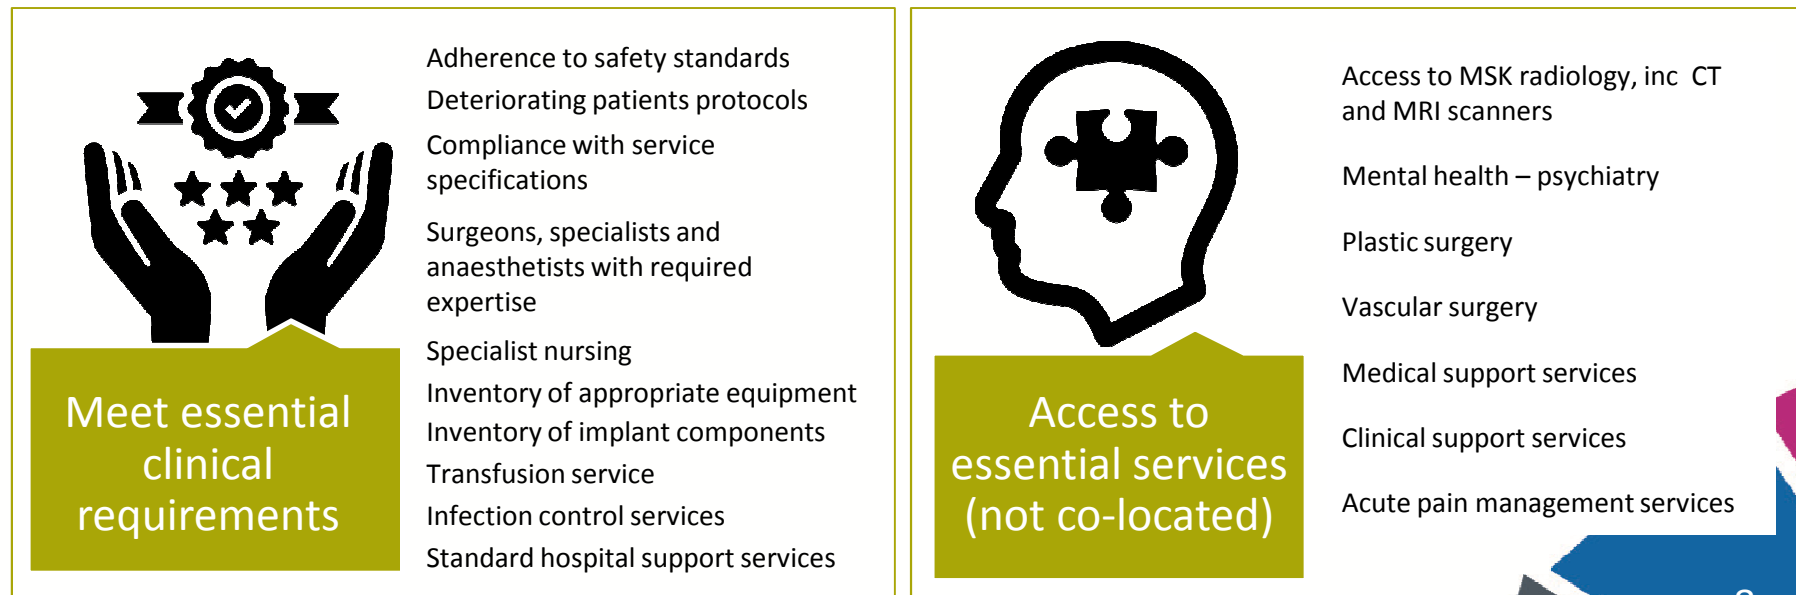 Adherence to safety standards
Deteriorating patients protocols
Compliance with service
specifications
Surgeons, specialists and
anaesthetists with required
expertise
Specialist nursing
Inventory of appropriate equipment
Inventory of implant components
Transfusion service
Infection control services
Standard hospital support services
Meet essential
clinical
requirements
Access to MSK radiology, inc CT
and MRI scanners
Mental health – psychiatry
Plastic surgery
Vascular surgery
Medical support services
Clinical support services
Acute pain management services
Access to
essential services
(not co-located)